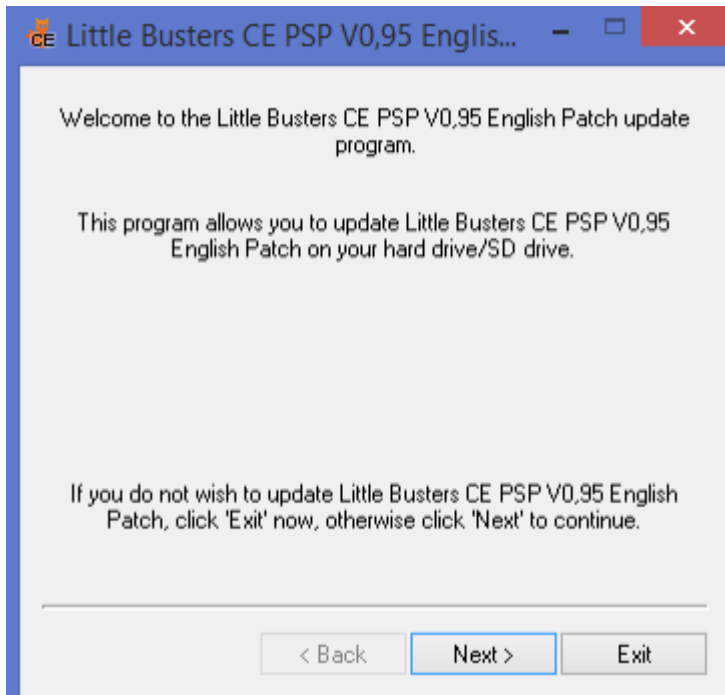 CE Little Busters CE PSP V0,95 Englis...
Welcome to the Little Busters CE PSP V0,95 English Patch update
program.
This program allows you to update Little Busters CE PSP V0,95
English Patch on your hard drive/SD drive.
If you do not wish to update Little Busters CE PSP V0,95 English
Patch, click 'Exit' now, otherwise click 'Next' to continue.
< Back Next > Exit